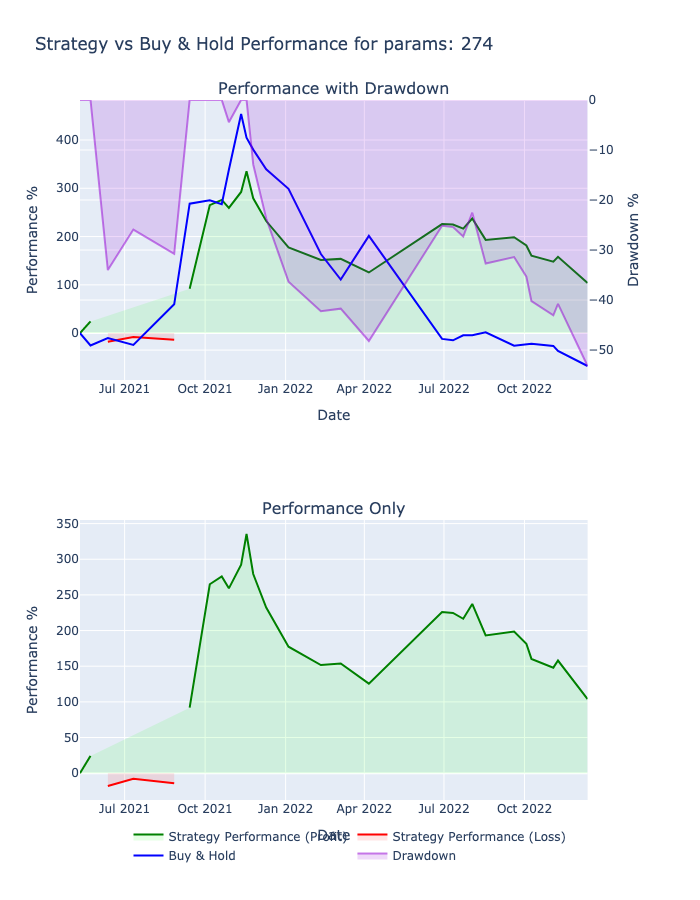 Strategy vs Buy & Hold Performance for params: 274
Performance with Drawdown
400
300
200
100
0
Performance %
0
−10
−20
−30
−40
−50
Drawdown %
Jul 2021 Oct 2021 Jan 2022 Apr 2022 Jul 2022 Oct 2022
Date
Performance Only
350
300
250
200
150
100
50
0
Performance %
Jul 2021 Oct 2021 Jan 2022 Apr 2022 Jul 2022 Oct 2022
Date
Strategy Performance (Profit) Strategy Performance (Loss)
Buy & Hold Drawdown